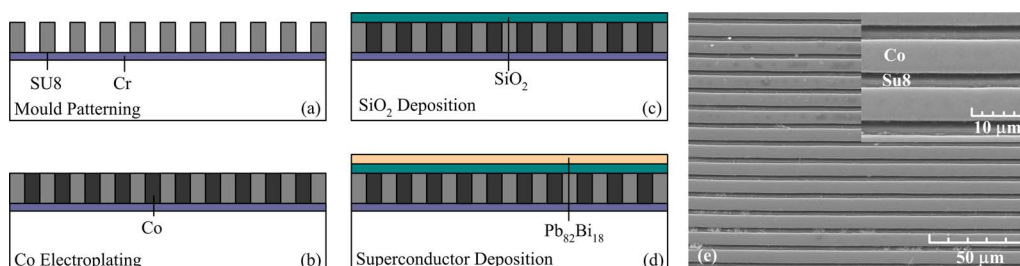 SU8
Cr
Mould Patterning
(a)
Co
Co Electroplating
(b)
SiO2
SiO2 Deposition
(c)
Pb82Bi18
Superconductor Deposition
(d)
Co
Su8
10 μm
50 μm
(e)